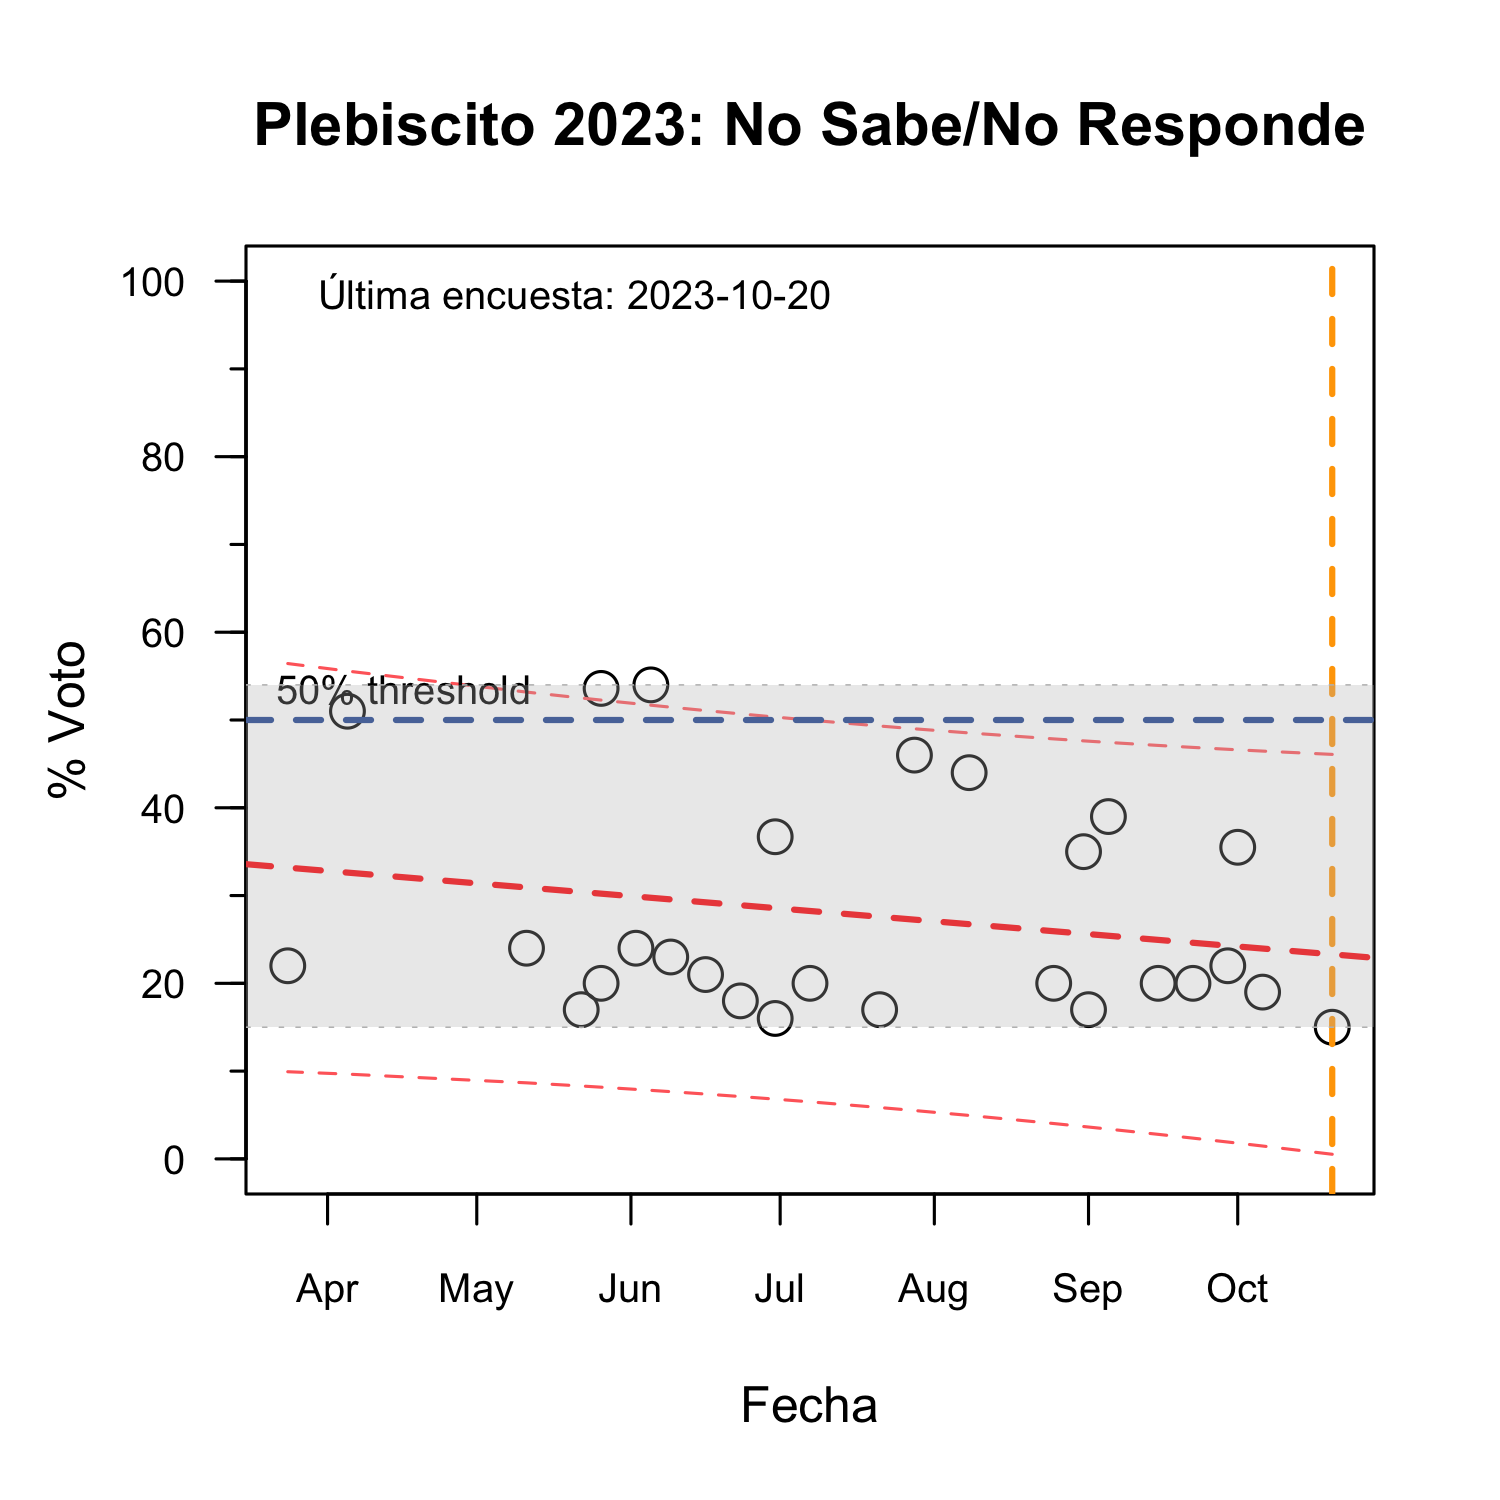 Plebiscito 2023: No Sabe/No Responde
Última encuesta: 2023-10-20
50% threshold
% Voto
100
80
60
40
20
0
Apr May Jun Jul Aug Sep Oct
Fecha